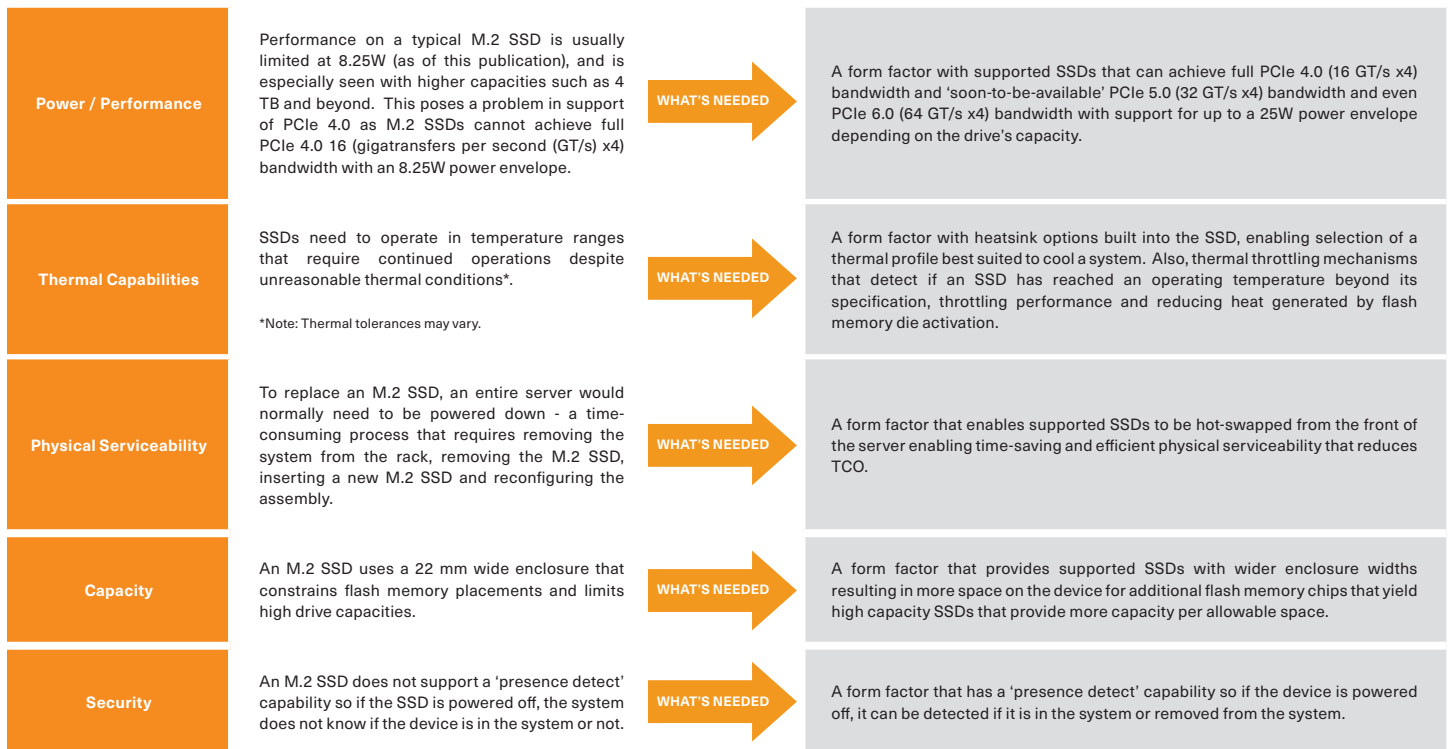 Power / Performance
Performance on a typical M.2 SSD is usually
limited at 8.25W (as of this publication), and is
especially seen with higher capacities such as 4
TB and beyond. This poses a problem in support
of PCIe 4.0 as M.2 SSDs cannot achieve full
PCIe 4.0 16 (gigatransfers per second (GT/s) x4)
bandwidth with an 8.25W power envelope.
WHAT'S NEEDED
A form factor with supported SSDs that can achieve full PCIe 4.0 (16 GT/s x4)
bandwidth and ‘soon-to-be-available’ PCIe 5.0 (32 GT/s x4) bandwidth and even
PCIe 6.0 (64 GT/s x4) bandwidth with support for up to a 25W power envelope
depending on the drive’s capacity.
Thermal Capabilities
SSDs need to operate in temperature ranges
that require continued operations despite
unreasonable thermal conditions*.
*Note: Thermal tolerances may vary.
WHAT'S NEEDED
A form factor with heatsink options built into the SSD, enabling selection of a
thermal profile best suited to cool a system. Also, thermal throttling mechanisms
that detect if an SSD has reached an operating temperature beyond its
specification, throttling performance and reducing heat generated by flash
memory die activation.
Physical Serviceability
To replace an M.2 SSD, an entire server would
normally need to be powered down - a time-
consuming process that requires removing the
system from the rack, removing the M.2 SSD,
inserting a new M.2 SSD and reconfiguring the
assembly.
WHAT'S NEEDED
A form factor that enables supported SSDs to be hot-swapped from the front of
the server enabling time-saving and efficient physical serviceability that reduces
TCO.
Capacity
An M.2 SSD uses a 22 mm wide enclosure that
constrains flash memory placements and limits
high drive capacities.
WHAT'S NEEDED
A form factor that provides supported SSDs with wider enclosure widths
resulting in more space on the device for additional flash memory chips that yield
high capacity SSDs that provide more capacity per allowable space.
Security
An M.2 SSD does not support a ‘presence detect’
capability so if the SSD is powered off, the system
does not know if the device is in the system or not.
WHAT'S NEEDED
A form factor that has a ‘presence detect’ capability so if the device is powered
off, it can be detected if it is in the system or removed from the system.